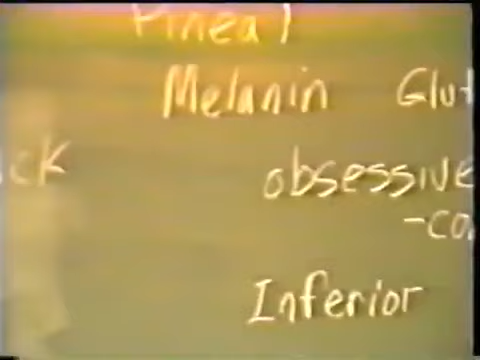 Pineal
Melanin Glut
ck
obsessive
-co
Inferior